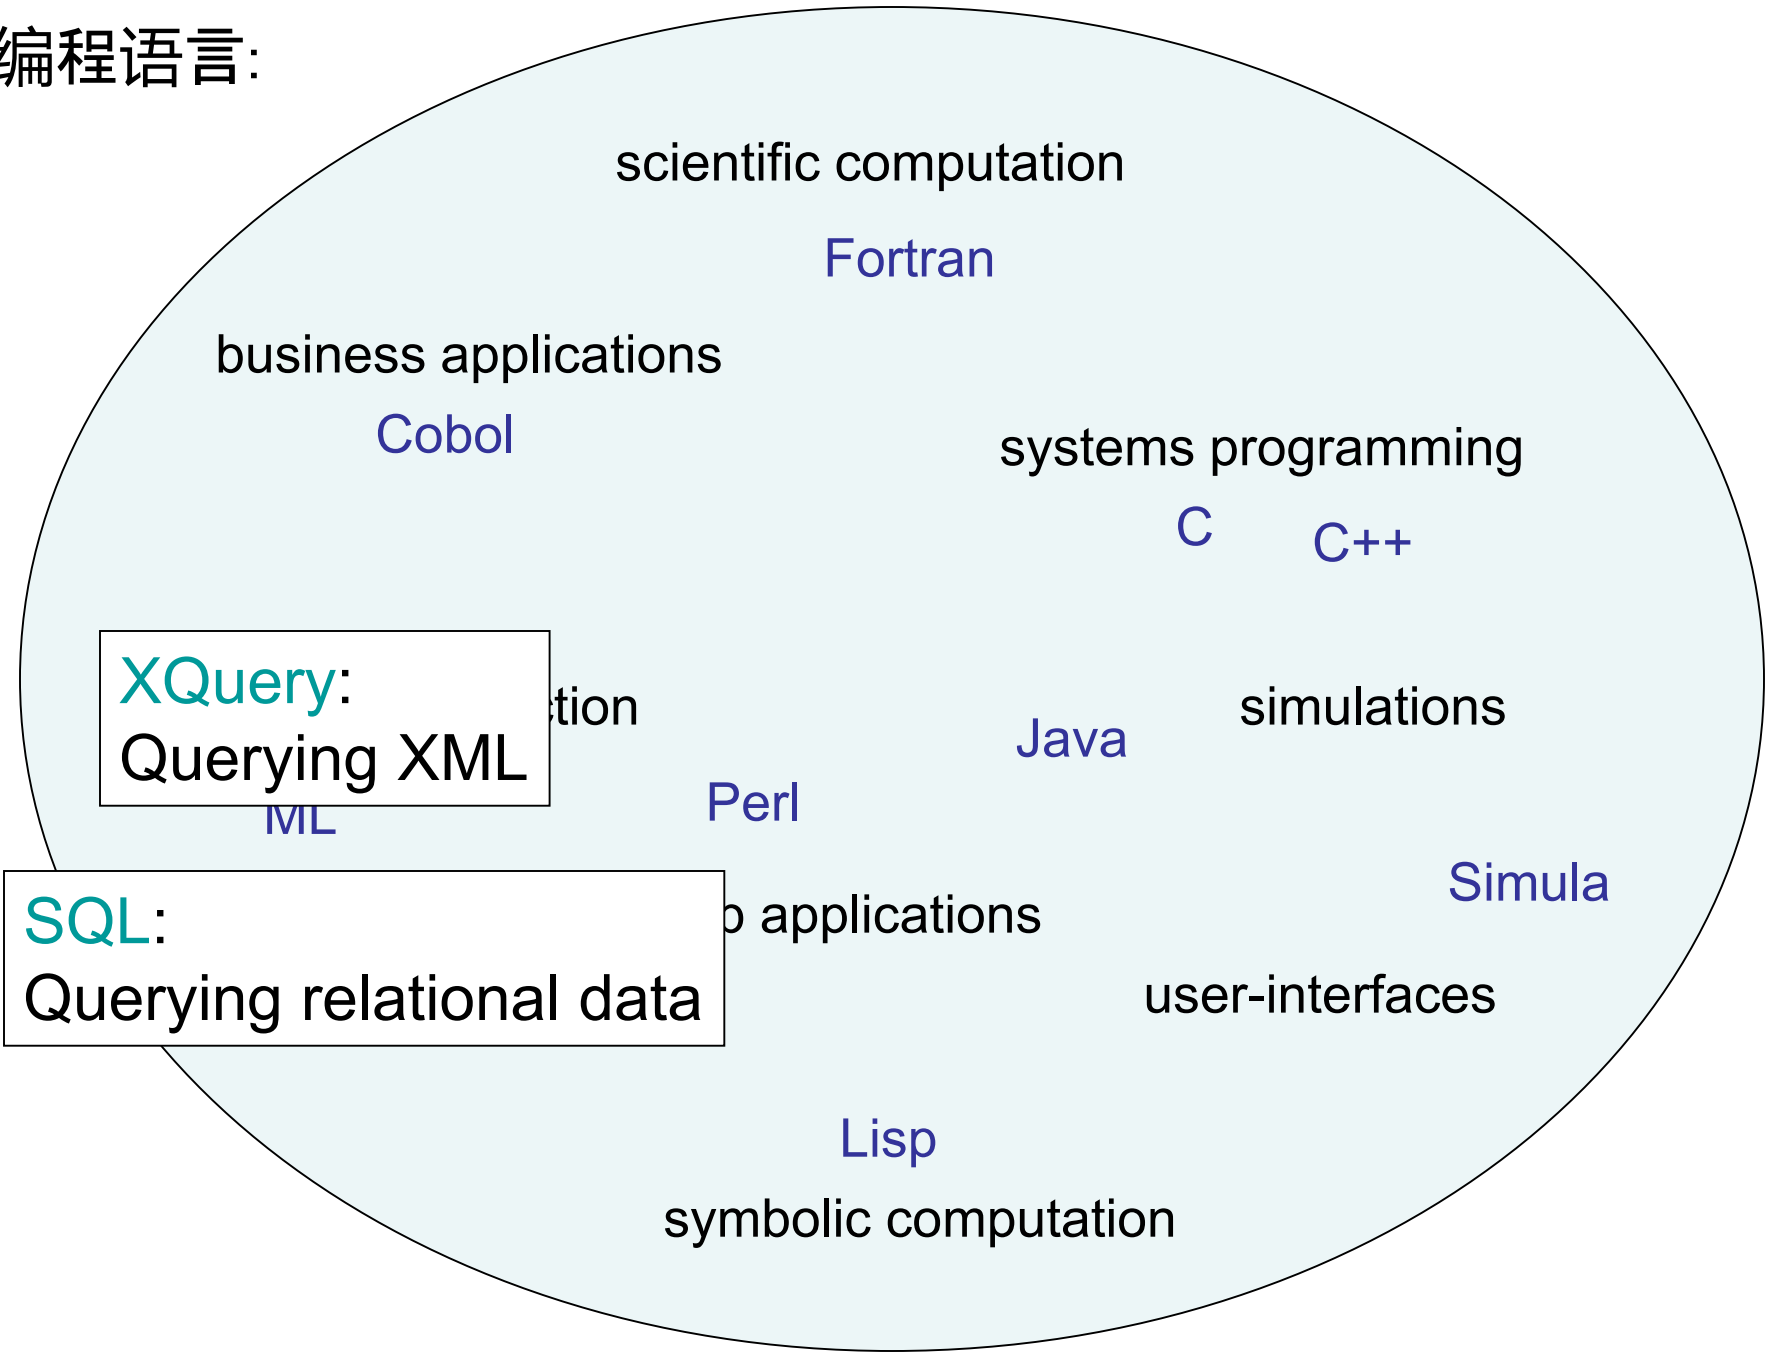 编程语言:
scientific computation
Fortran
business applications
Cobol
systems programming
C
C++
XQuery:
Querying XML
simulations
Java
Perl
ML
Simula
SQL:
Querying relational data
applications
user-interfaces
Lisp
symbolic computation